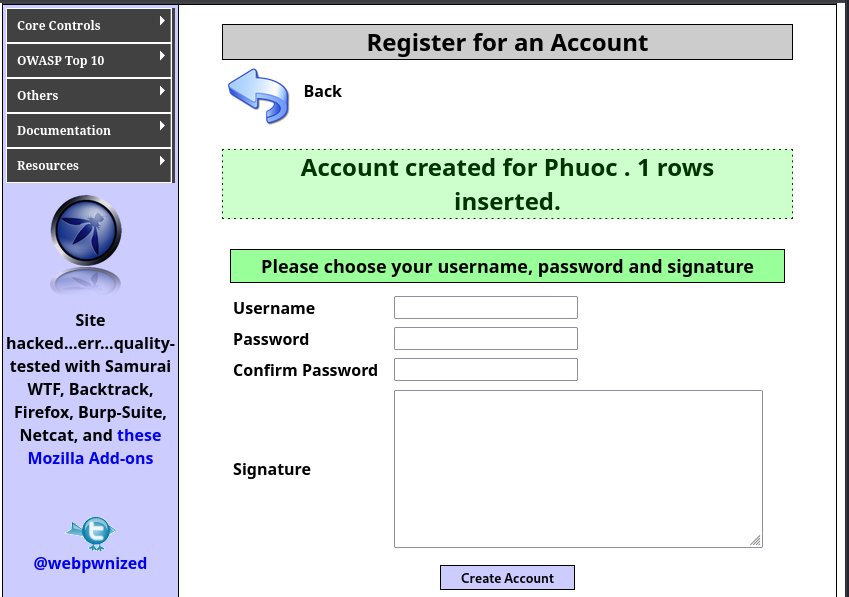 Core Controls
OWASP Top 10
Others
Documentation
Resources
Site
hacked...err...quality-
tested with Samurai
WTF, Backtrack,
Firefox, Burp-Suite,
Netcat, and these
Mozilla Add-ons
@webpwnized
Register for an Account
Back
Account created for Phuoc . 1 rows
inserted.
Please choose your username, password and signature
Username
Password
Confirm Password
Signature
Create Account